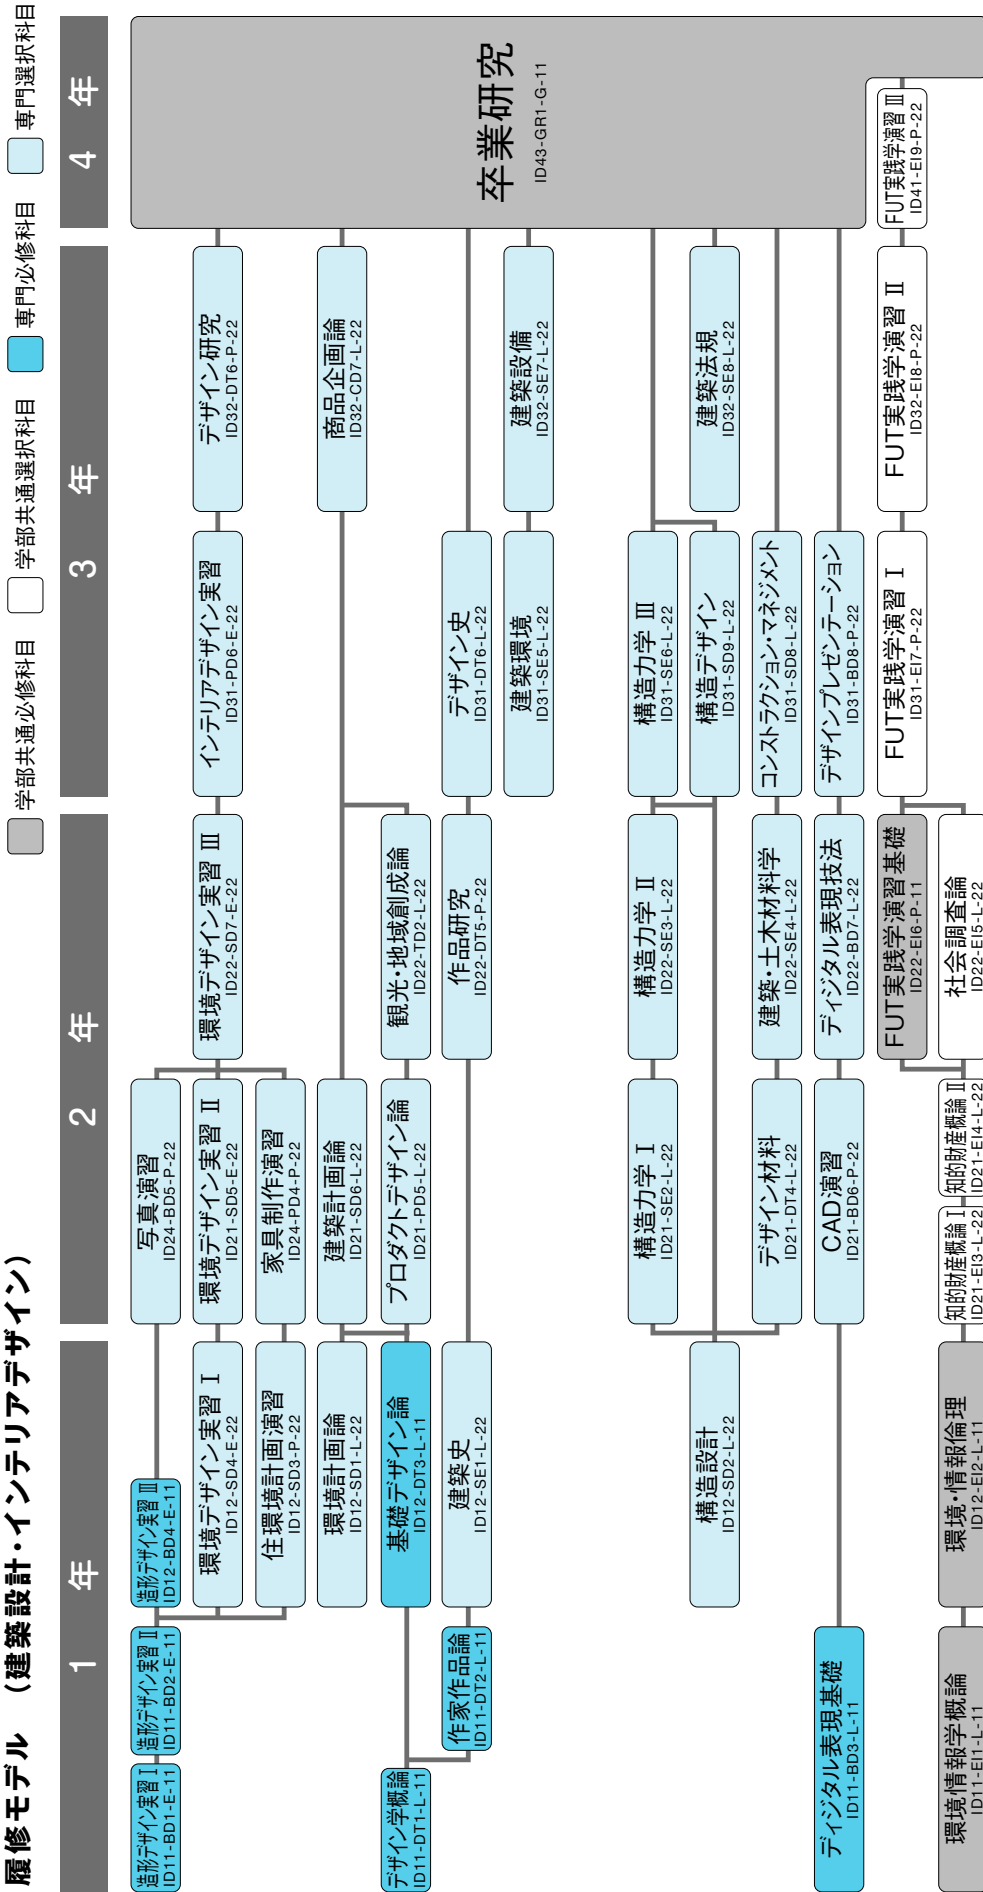 履修モデル （建築設計・インテリアデザイン）
学部共通必修科目
学部共通選択科目
専門必修科目
専門選択科目
1 年
2 年
3 年
4 年
造形デザイン実習 Ⅰ
ID11-BD1-E-11
造形デザイン実習 Ⅱ
ID11-BD2-E-11
造形デザイン実習 Ⅲ
ID12-BD4-E-11
写真演習
ID24-BD5-P-22
環境デザイン実習 Ⅰ
ID12-SD4-E-22
環境デザイン実習 Ⅱ
ID21-SD5-E-22
環境デザイン実習 Ⅲ
ID22-SD7-E-22
インテリアデザイン実習
ID31-PD6-E-22
デザイン研究
ID32-DT6-P-22
住環境計画演習
ID12-SD3-P-22
家具制作演習
ID24-PD4-P-22
環境計画論
ID12-SD1-L-22
建築計画論
ID21-SD6-L-22
商品企画論
ID32-CD7-L-22
デザイン学概論
ID11-DT1-L-11
基礎デザイン論
ID12-DT3-L-11
プロダクトデザイン論
ID21-PD5-L-22
観光・地域創成論
ID22-TD2-L-22
作家作品論
ID11-DT2-L-11
建築史
ID12-SE1-L-22
作品研究
ID22-DT5-P-22
デザイン史
ID31-DT6-L-22
建築環境
ID31-SE5-L-22
建築設備
ID32-SE7-L-22
卒業研究
ID43-GR1-G-11
構造力学 Ⅰ
ID21-SE2-L-22
構造力学 Ⅱ
ID22-SE3-L-22
構造力学 Ⅲ
ID31-SE6-L-22
構造設計
ID12-SD2-L-22
構造デザイン
ID31-SD9-L-22
建築法規
ID32-SE8-L-22
デザイン材料
ID21-DT4-L-22
建築・土木材料学
ID22-SE4-L-22
コンストラクション・マネジメント
ID31-SD8-L-22
ディジタル表現基礎
ID11-BD3-L-11
CAD演習
ID21-BD6-P-22
ディジタル表現技法
ID22-BD7-L-22
デザインプレゼンテーション
ID31-BD8-P-22
FUT実践学演習基礎
ID22-EI6-P-11
FUT実践学演習 Ⅰ
ID31-EI7-P-22
FUT実践学演習 Ⅱ
ID32-EI8-P-22
FUT実践学演習 Ⅲ
ID41-EI9-P-22
環境情報学概論
ID11-EI1-L-11
環境・情報倫理
ID12-EI2-L-11
知的財産概論 Ⅰ
ID21-EI3-L-22
知的財産概論 Ⅱ
ID21-EI4-L-22
社会調査論
ID22-EI5-L-22